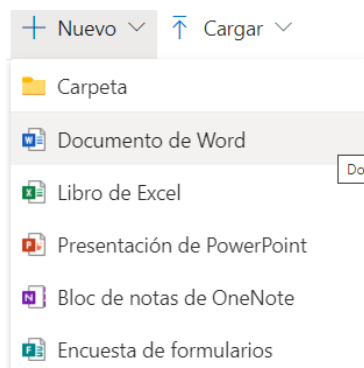 Nuevo Cargar
Carpeta
Documento de Word
Do
Libro de Excel
Presentación de PowerPoint
Bloc de notas de OneNote
Encuesta de formularios